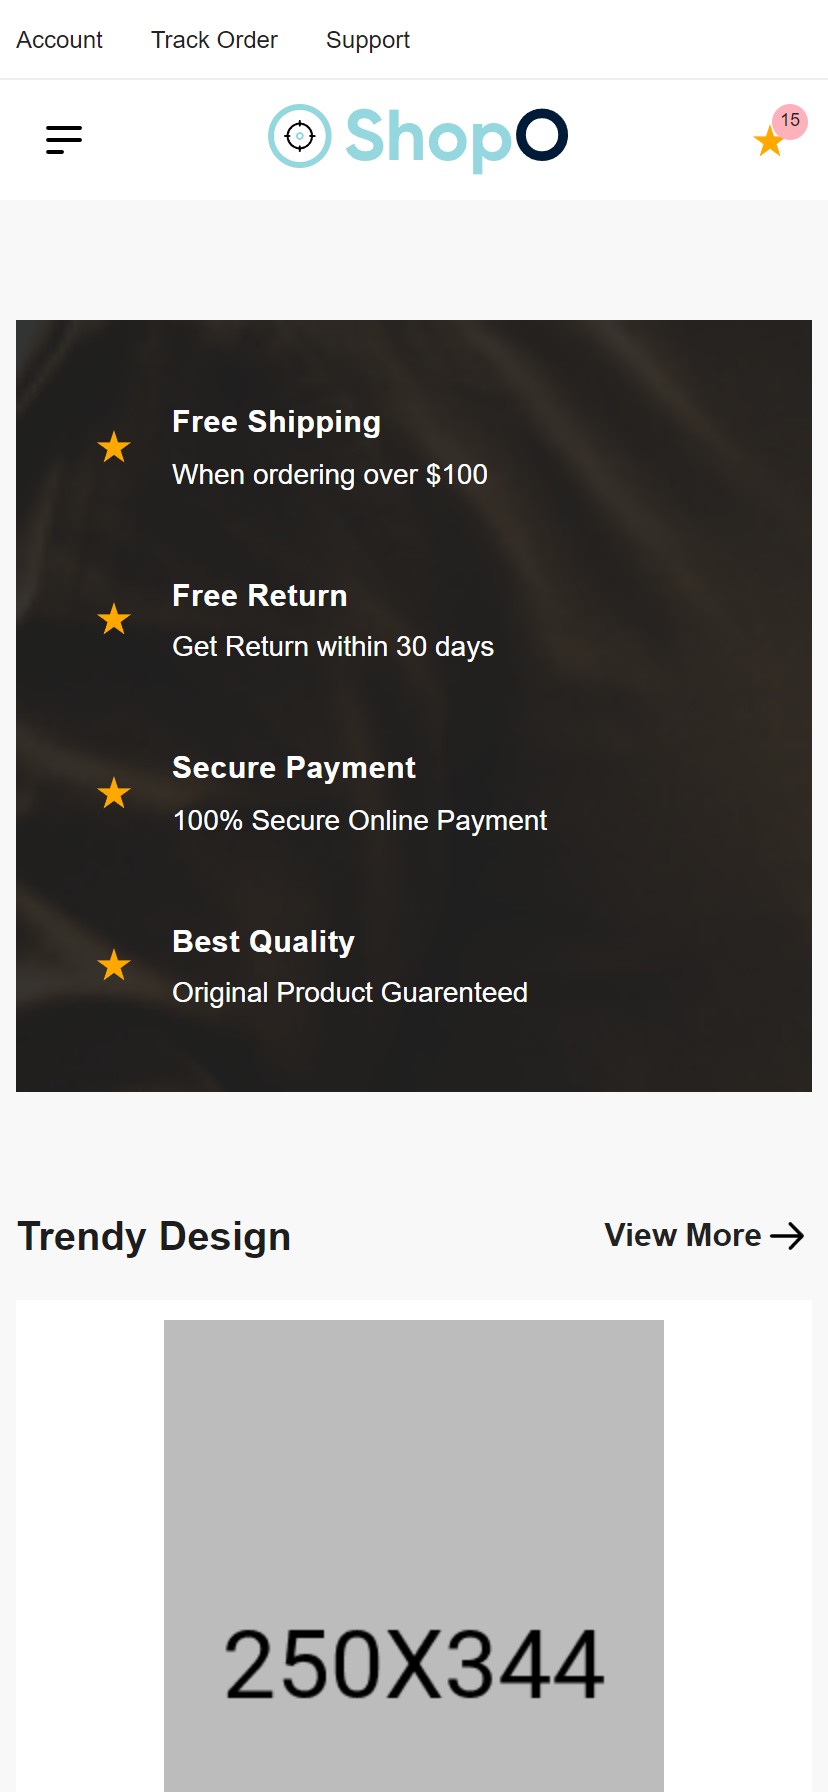 Account Track Order Support
ShopO
15
Free Shipping
When ordering over $100
Free Return
Get Return within 30 days
Secure Payment
100% Secure Online Payment
Best Quality
Original Product Guarenteed
Trendy Design
View More
250X344